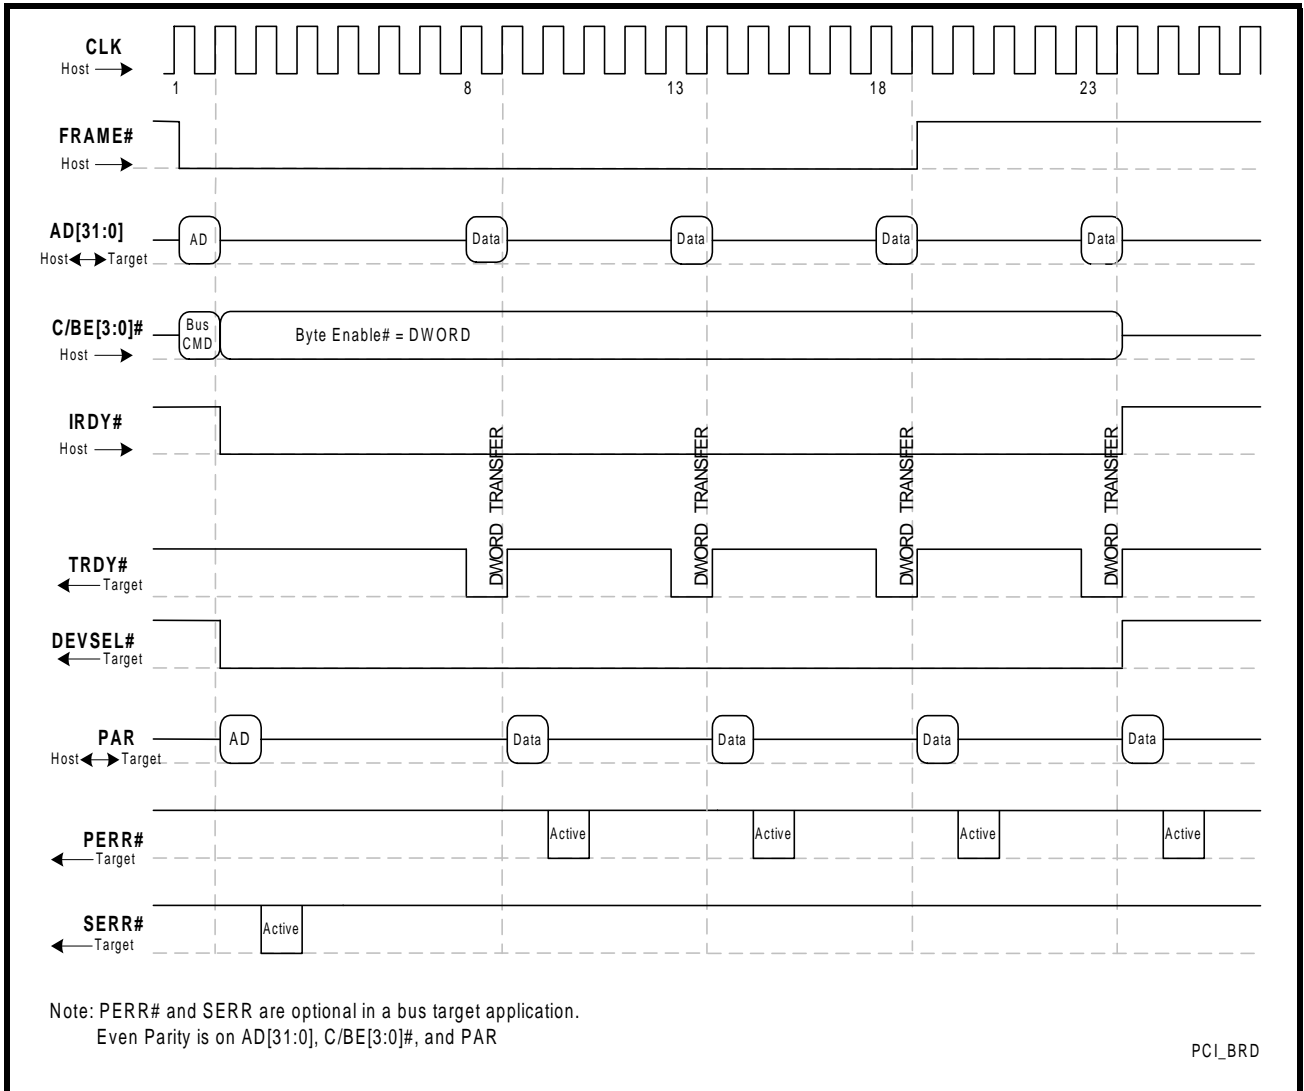 CLK
Host
1 8 13 18 23
FRAME#
Host
AD[31:0]
Host Target
AD Data Data Data Data
C/BE[3:0]#
Host
Bus
CMD
Byte Enable# = DWORD
IRDY#
Host
DWORD TRANSFER
DWORD TRANSFER
DWORD TRANSFER
DWORD TRANSFER
TRDY#
Target
DEVSEL#
Target
PAR
Host Target
AD Data Data Data Data
PERR#
Target
Active Active Active Active
SERR#
Target
Active
Note: PERR# and SERR are optional in a bus target application.
Even Parity is on AD[31:0], C/BE[3:0]#, and PAR
PCI_BRD